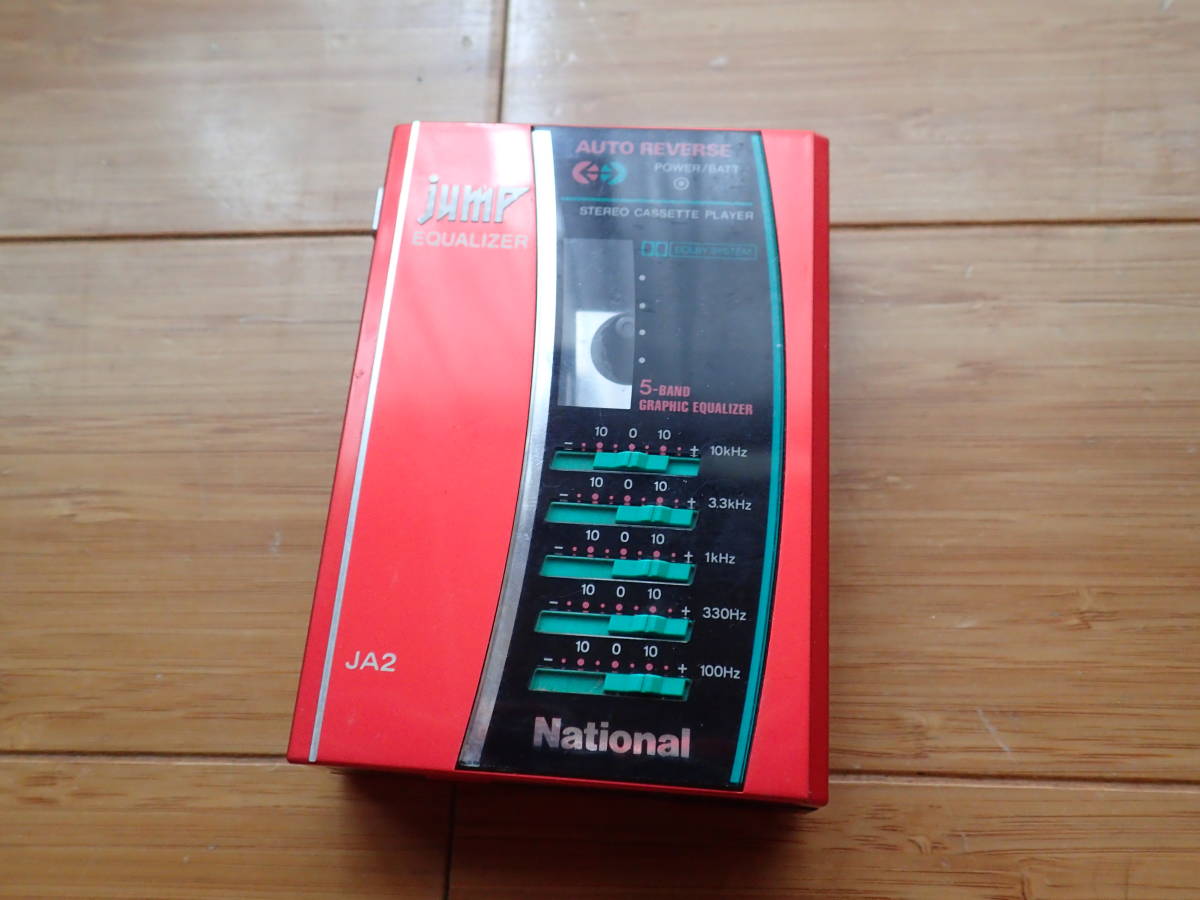 jump
EQUALIZER
AUTO REVERSE
POWER/BATT
STEREO CASSETTE PLAYER
DOLBY SYSTEM
5-BAND
GRAPHIC EQUALIZER
− 10 0 10 + 10kHz
− 10 0 10 + 3.3kHz
− 10 0 10 + 1kHz
− 10 0 10 + 330Hz
− 10 0 10 + 100Hz
JA2
National